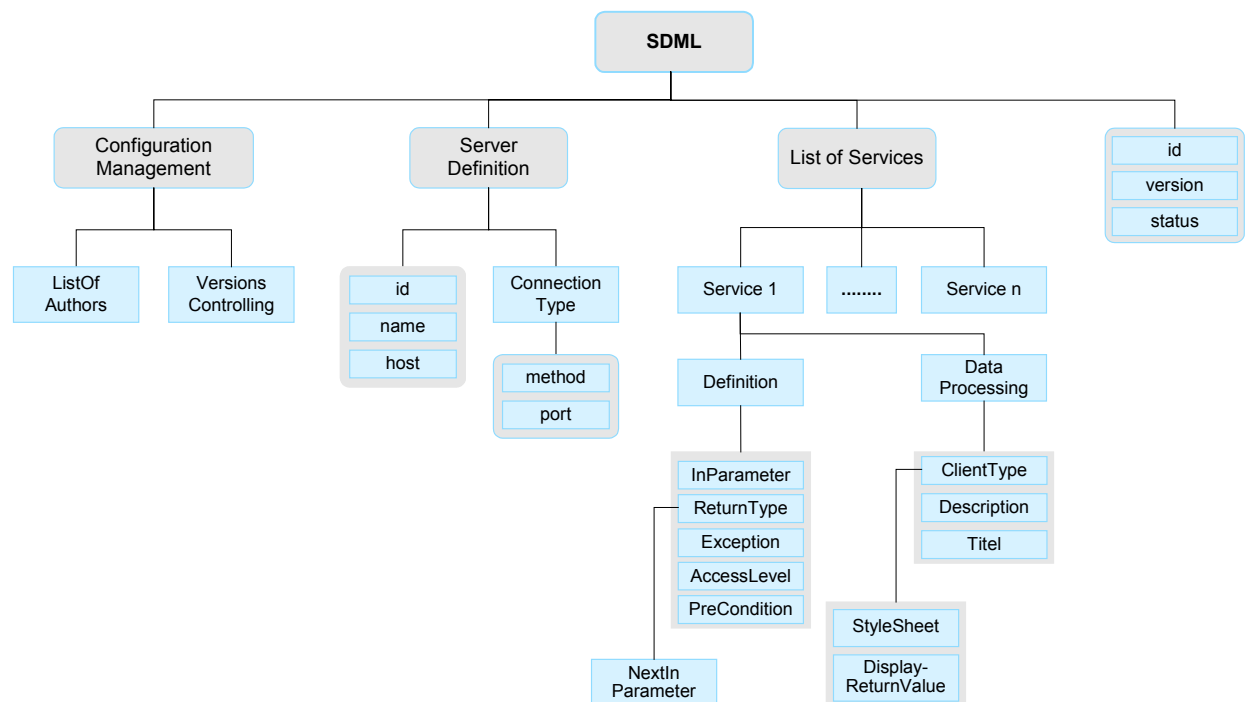 SDML
Configuration
Management
Server
Definition
List of Services
id
version
status
ListOf
Authors
Versions
Controlling
id
name
host
Connection
Type
method
port
Service 1
........
Service n
Definition
Data
Processing
InParameter
ReturnType
Exception
AccessLevel
PreCondition
ClientType
Description
Titel
NextIn
Parameter
StyleSheet
Display-
ReturnValue